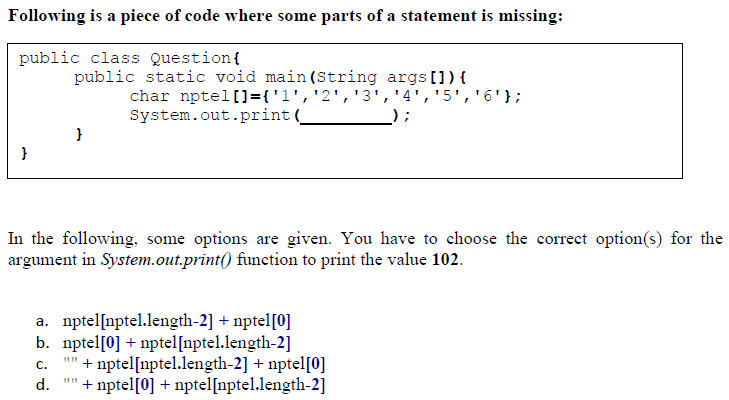 Following is a piece of code where some parts of a statement is missing:
public class Question{
public static void main(String args[]){
char nptel[]={'1','2','3','4','5','6'};
System.out.print(_________);
}
}
In the following, some options are given. You have to choose the correct option(s) for the
argument in System.out.print() function to print the value 102.
a. nptel[nptel.length-2] + nptel[0]
b. nptel[0] + nptel[nptel.length-2]
c. "" + nptel[nptel.length-2] + nptel[0]
d. "" + nptel[0] + nptel[nptel.length-2]